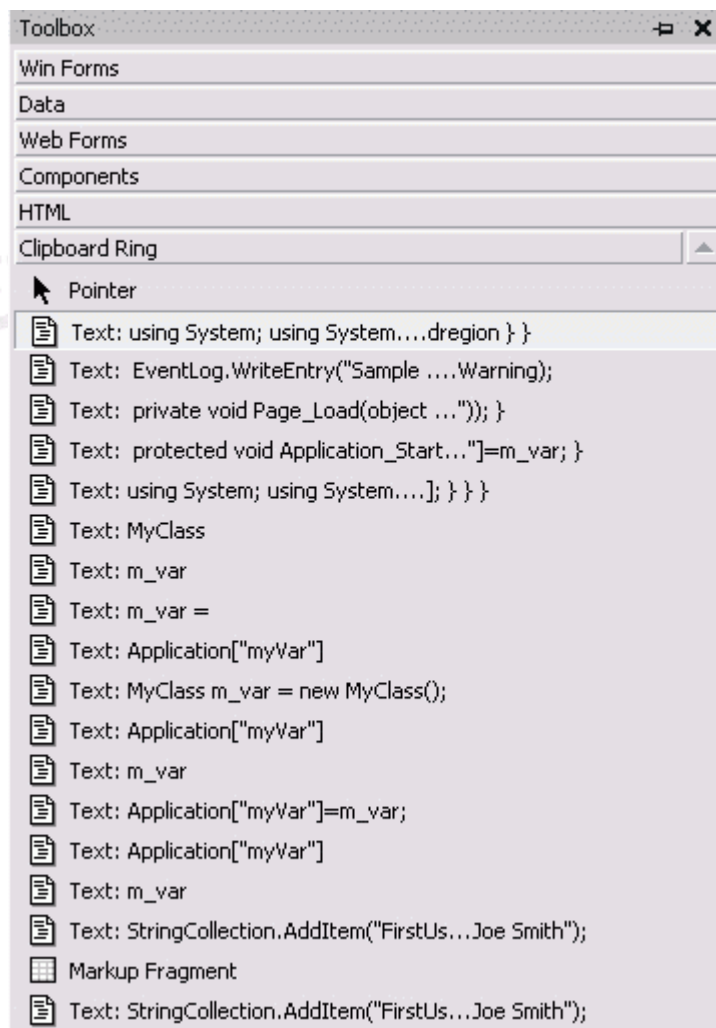 Toolbox
Win Forms
Data
Web Forms
Components
HTML
Clipboard Ring
Pointer
Text: using System; using System....dregion } }
Text:  EventLog.WriteEntry("Sample ....Warning);
Text:  private void Page_Load(object ...")); }
Text:  protected void Application_Start..."]=m_var; }
Text: using System; using System....]; } } }
Text: MyClass
Text: m_var
Text: m_var =
Text: Application["myVar"]
Text: MyClass m_var = new MyClass();
Text: Application["myVar"]
Text: m_var
Text: Application["myVar"]=m_var;
Text: Application["myVar"]
Text: m_var
Text: StringCollection.AddItem("FirstUs...Joe Smith");
Markup Fragment
Text: StringCollection.AddItem("FirstUs...Joe Smith");